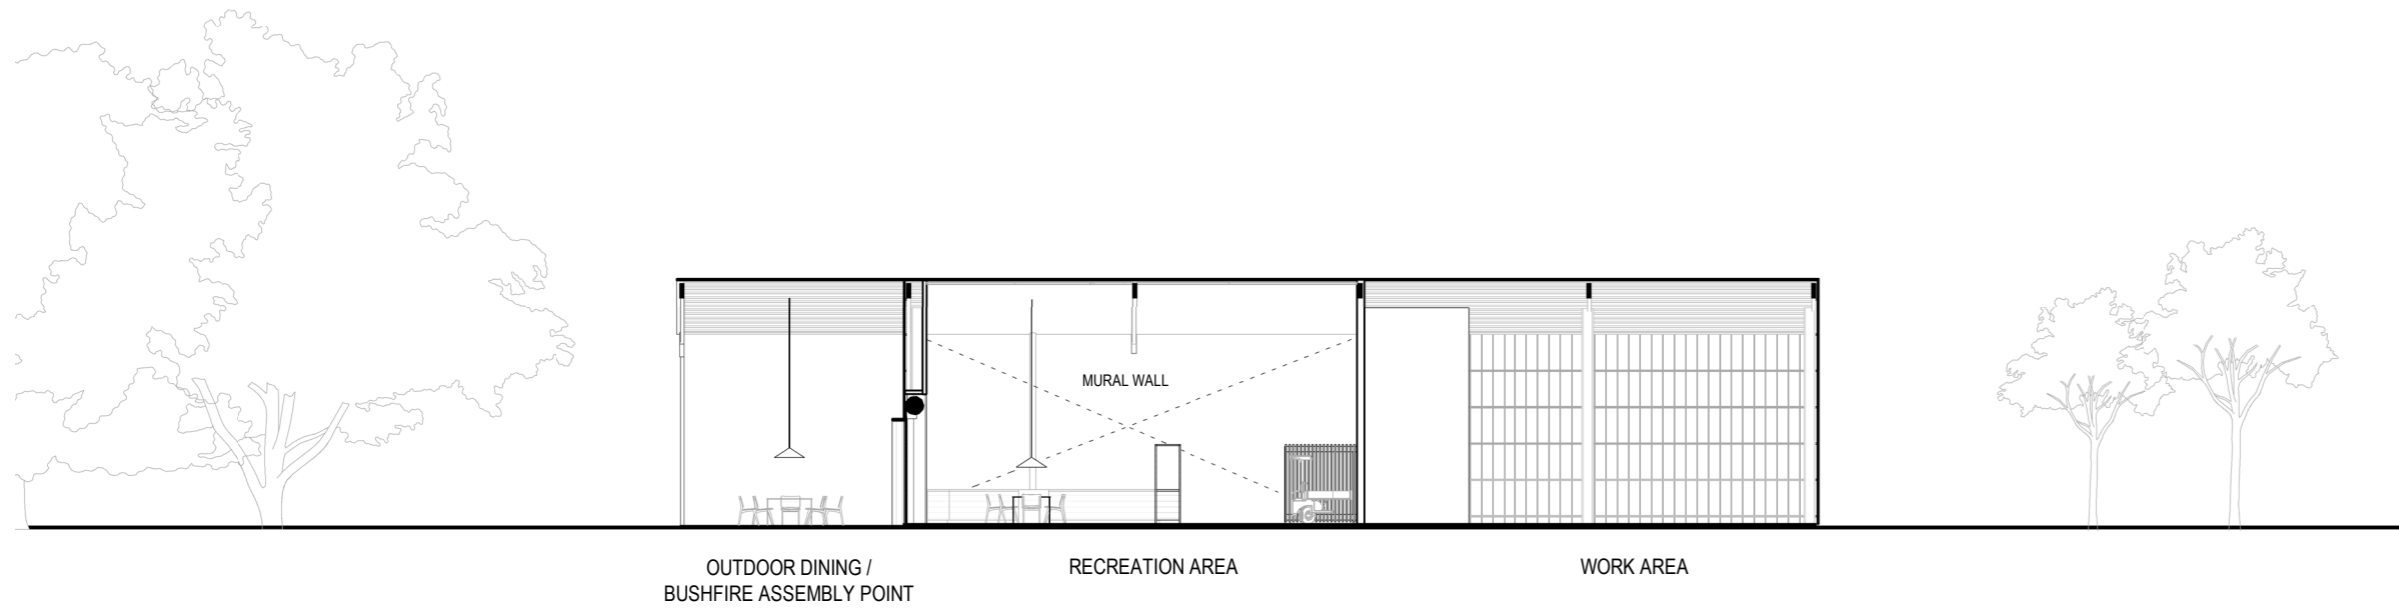 MURAL WALL
OUTDOOR DINING /
BUSHFIRE ASSEMBLY POINT
RECREATION AREA
WORK AREA